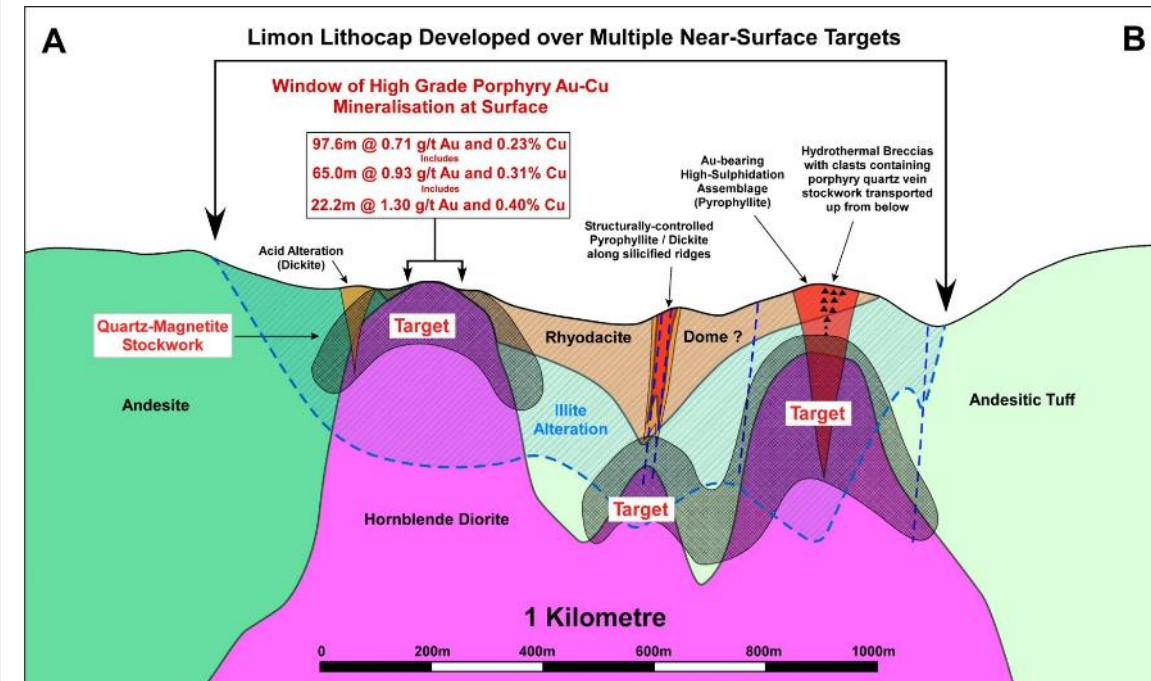 A
Limon Lithocap Developed over Multiple Near-Surface Targets
B
Window of High Grade Porphyry Au-Cu
Mineralisation at Surface
97.6m @ 0.71 g/t Au and 0.23% Cu
Includes
65.0m @ 0.93 g/t Au and 0.31% Cu
Includes
22.2m @ 1.30 g/t Au and 0.40% Cu
Acid Alteration
(Dickite)
Structurally-controlled
Pyrophyllite / Dickite
along silicified ridges
Au-bearing
High-Sulphidation
Assemblage
(Pyrophyllite)
Hydrothermal Breccias
with clasts containing
porphyry quartz vein
stockwork transported
up from below
Quartz-Magnetite
Stockwork
Target
Rhyodacite
Dome ?
Andesite
Illite
Alteration
Target
Andesitic Tuff
Target
Hornblende Diorite
1 Kilometre
0 200m 400m 600m 800m 1000m